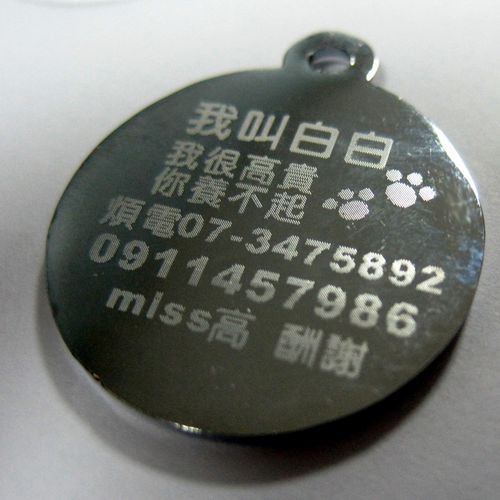 我叫白白
我很高貴
你養不起
煩電07-3475892
0911457986
miss高 酬謝